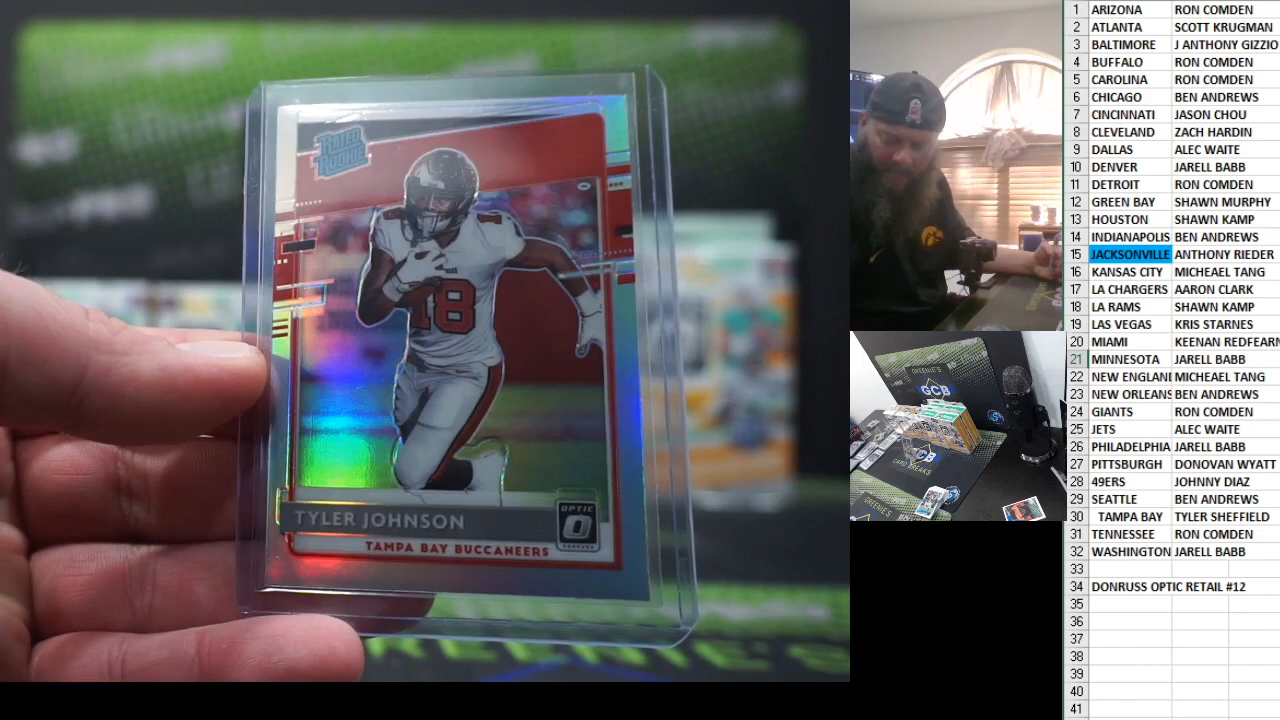 RATED
ROOKIE
18
TYLER JOHNSON
TAMPA BAY BUCCANEERS
OPTIC
GREENIE'S
GCB
GCB
CARD BREAKS
GREENIE'S
1 ARIZONA RON COMDEN
2 ATLANTA SCOTT KRUGMAN
3 BALTIMORE J ANTHONY GIZZIO
4 BUFFALO RON COMDEN
5 CAROLINA RON COMDEN
6 CHICAGO BEN ANDREWS
7 CINCINNATI JASON CHOU
8 CLEVELAND ZACH HARDIN
9 DALLAS ALEC WAITE
10 DENVER JARELL BABB
11 DETROIT RON COMDEN
12 GREEN BAY SHAWN MURPHY
13 HOUSTON SHAWN KAMP
14 INDIANAPOLIS BEN ANDREWS
15 JACKSONVILLE ANTHONY RIEDER
16 KANSAS CITY MICHEAEL TANG
17 LA CHARGERS AARON CLARK
18 LA RAMS SHAWN KAMP
19 LAS VEGAS KRIS STARNES
20 MIAMI KEENAN REDFEARN
21 MINNESOTA JARELL BABB
22 NEW ENGLAND MICHEAEL TANG
23 NEW ORLEANS BEN ANDREWS
24 GIANTS RON COMDEN
25 JETS ALEC WAITE
26 PHILADELPHIA JARELL BABB
27 PITTSBURGH DONOVAN WYATT
28 49ERS JOHNNY DIAZ
29 SEATTLE BEN ANDREWS
30 TAMPA BAY TYLER SHEFFIELD
31 TENNESSEE RON COMDEN
32 WASHINGTON JARELL BABB
33
34 DONRUSS OPTIC RETAIL #12
35
36
37
38
39
40
41